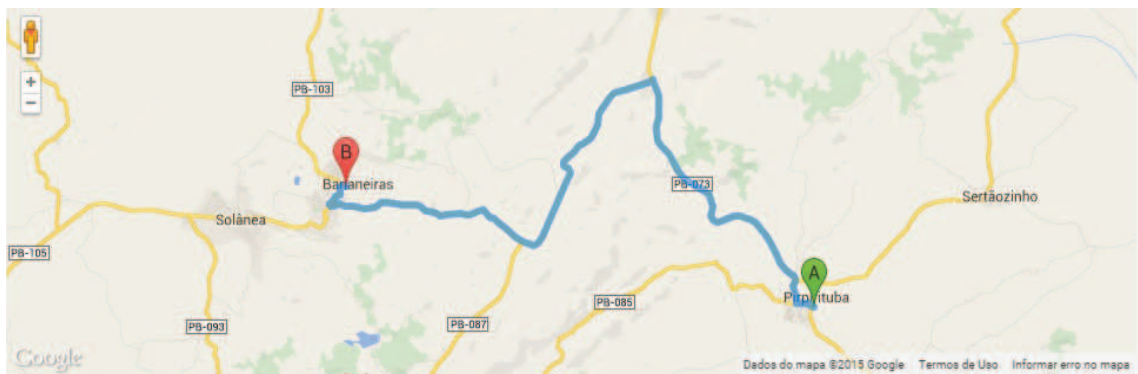 +
−
PB-103
B
Bananeiras
Solânea
PB-105
PB-093
PB-087
PB-085
PB-073
Sertãozinho
A
Pirpirituba
Google
Dados do mapa ©2015 Google Termos de Uso Informar erro no mapa